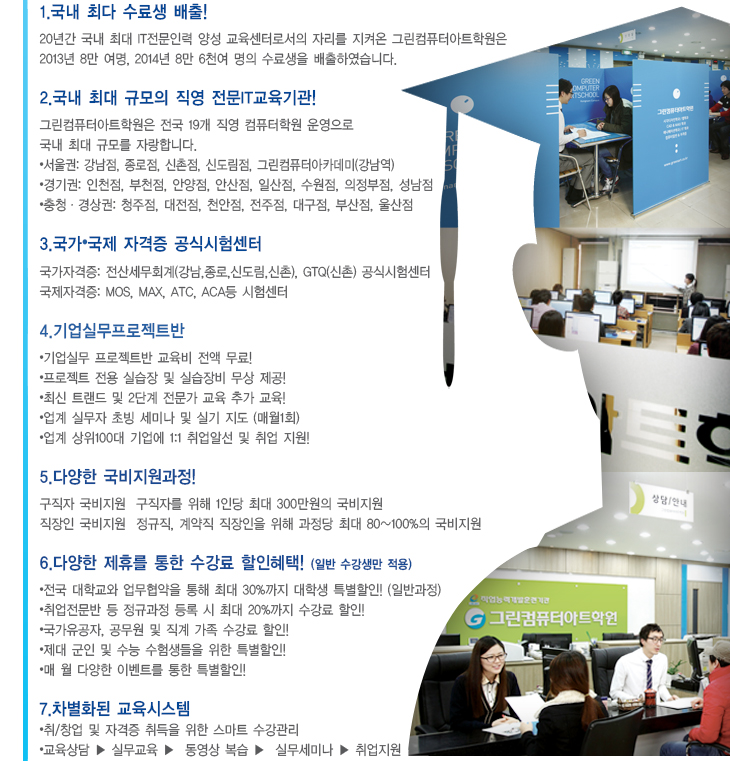 1.국내 최다 수료생 배출!
20년간 국내 최대 IT전문인력 양성 교육센터로서의 자리를 지켜온 그린컴퓨터아트학원은
2013년 8만 여명, 2014년 8만 6천여 명의 수료생을 배출하였습니다.
2.국내 최대 규모의 직영 전문IT교육기관!
그린컴퓨터아트학원은 전국 19개 직영 컴퓨터학원 운영으로
국내 최대 규모를 자랑합니다.
•서울권: 강남점, 종로점, 신촌점, 신도림점, 그린컴퓨터아카데미(강남역)
•경기권: 인천점, 부천점, 안양점, 안산점, 일산점, 수원점, 의정부점, 성남점
•충청·경상권: 청주점, 대전점, 천안점, 전주점, 대구점, 부산점, 울산점
3.국가•국제 자격증 공식시험센터
국가자격증: 전산세무회계(강남,종로,신도림,신촌), GTQ(신촌) 공식시험센터
국제자격증: MOS, MAX, ATC, ACA등 시험센터
4.기업실무프로젝트반
•기업실무 프로젝트반 교육비 전액 무료!
•프로젝트 전용 실습장 및 실습장비 무상 제공!
•최신 트랜드 및 2단계 전문가 교육 추가 교육!
•업계 실무자 초빙 세미나 및 실기 지도 (매월1회)
•업계 상위100대 기업에 1:1 취업알선 및 취업 지원!
5.다양한 국비지원과정!
구직자 국비지원 구직자를 위해 1인당 최대 300만원의 국비지원
직장인 국비지원 정규직, 계약직 직장인을 위해 과정당 최대 80~100%의 국비지원
6.다양한 제휴를 통한 수강료 할인혜택! (일반 수강생만 적용)
•전국 대학교와 업무협약을 통해 최대 30%까지 대학생 특별할인! (일반과정)
•취업전문반 등 정규과정 등록 시 최대 20%까지 수강료 할인!
•국가유공자, 공무원 및 직계 가족 수강료 할인!
•제대 군인 및 수능 수험생들을 위한 특별할인!
•매 월 다양한 이벤트를 통한 특별할인!
7.차별화된 교육시스템
•취/창업 및 자격증 취득을 위한 스마트 수강관리
•교육상담 ▶ 실무교육 ▶ 동영상 복습 ▶ 실무세미나 ▶ 취업지원
GREEN
COMPUTER
ARTSCHOOL
그린컴퓨터아트학원
상담/안내
직업능력개발훈련기관
그린컴퓨터아트학원